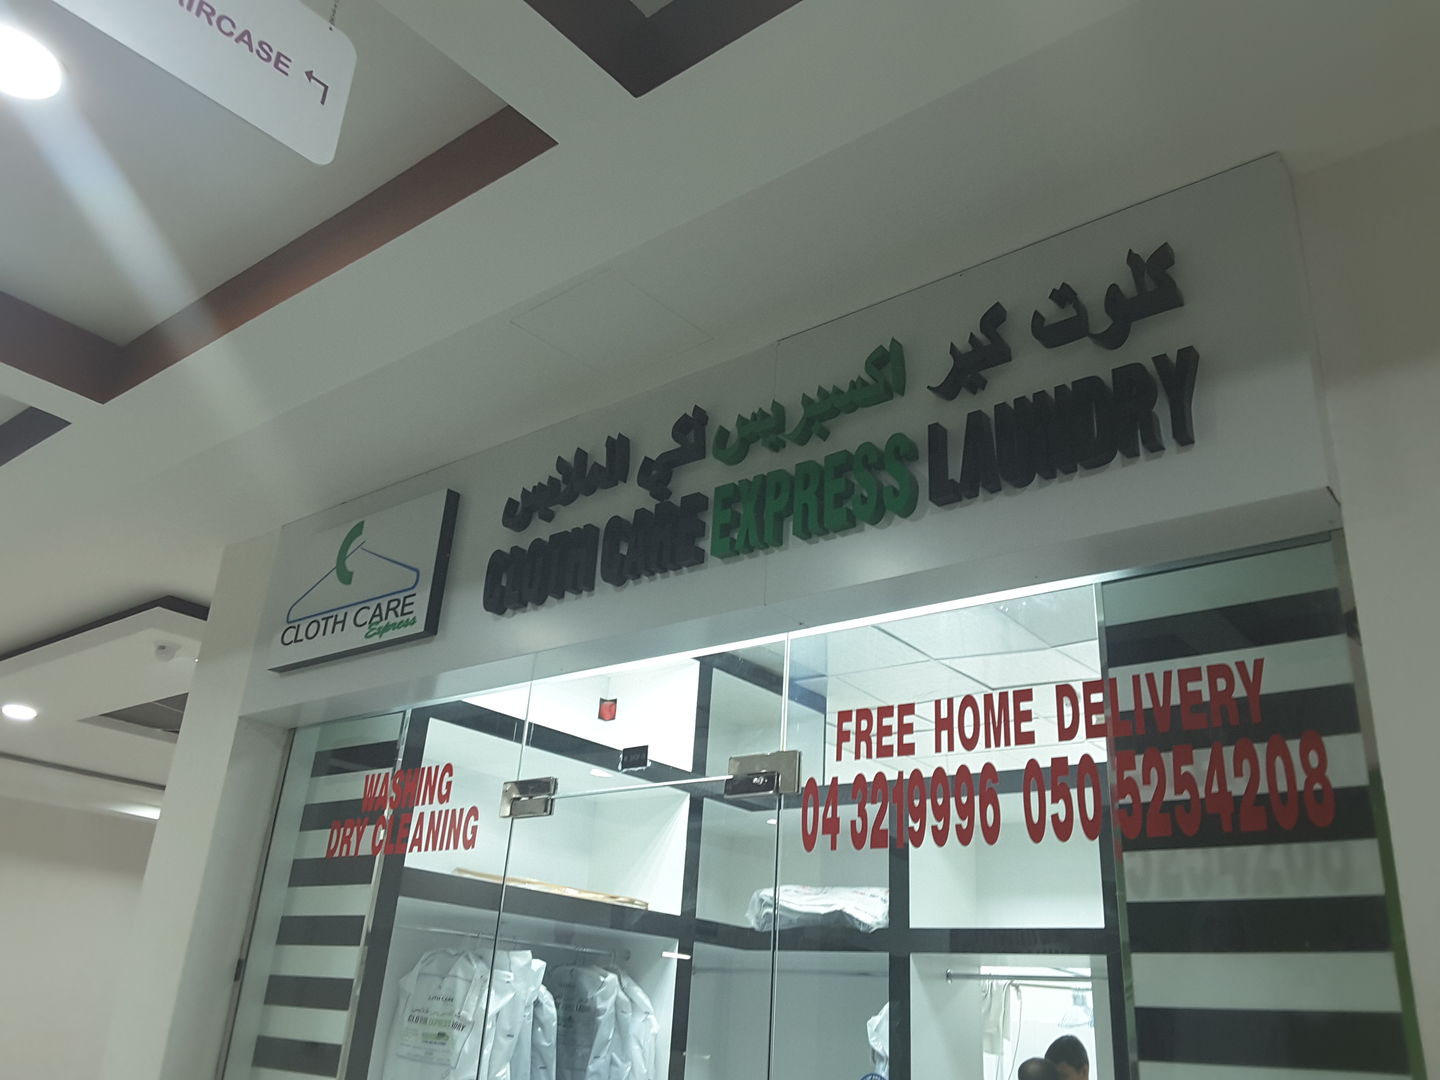 AIRCASE
كلوت كير اكسبريس لكي الملابس
CLOTH CARE EXPRESS LAUNDRY
CLOTH CARE
Express
FREE HOME DELIVERY
04 3219996 050 5254208
WASHING
DRY CLEANING